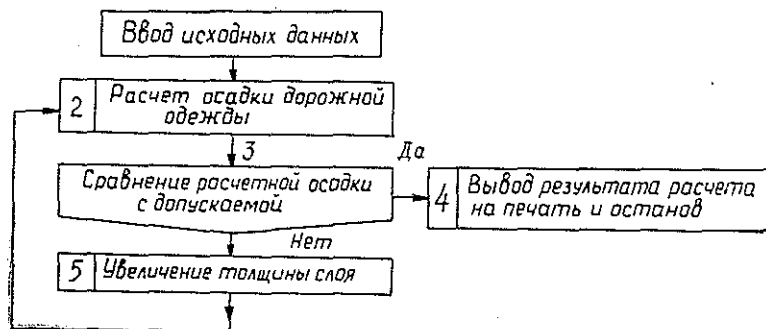 Ввод исходных данных
2 Расчет осадки дорожной
одежды
3
Да
Сравнение расчетной осадки
с допускаемой
4 Вывод результата расчета
на печать и останов
Нет
5 Увеличение толщины слоя